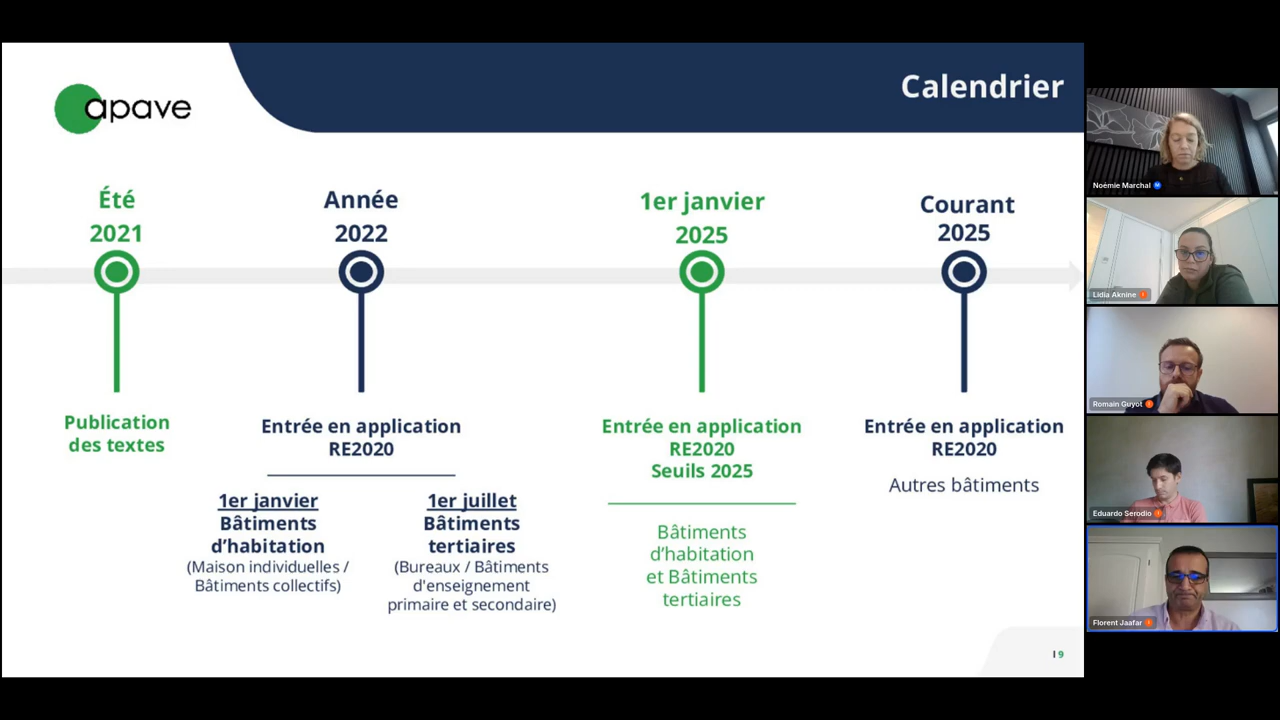 apave
Calendrier
Été
2021
Année
2022
1er janvier
2025
Courant
2025
Publication
des textes
Entrée en application
RE2020
1er janvier
Bâtiments
d’habitation
(Maison individuelles /
Bâtiments collectifs)
1er juillet
Bâtiments
tertiaires
(Bureaux / Bâtiments
d'enseignement
primaire et secondaire)
Entrée en application
RE2020
Seuils 2025
Bâtiments
d’habitation
et Bâtiments
tertiaires
Entrée en application
RE2020
Autres bâtiments
I 9
Noémie Marchal M
Lidia Aknine
Romain Guyot
Eduardo Serodio
Florent Jaafar